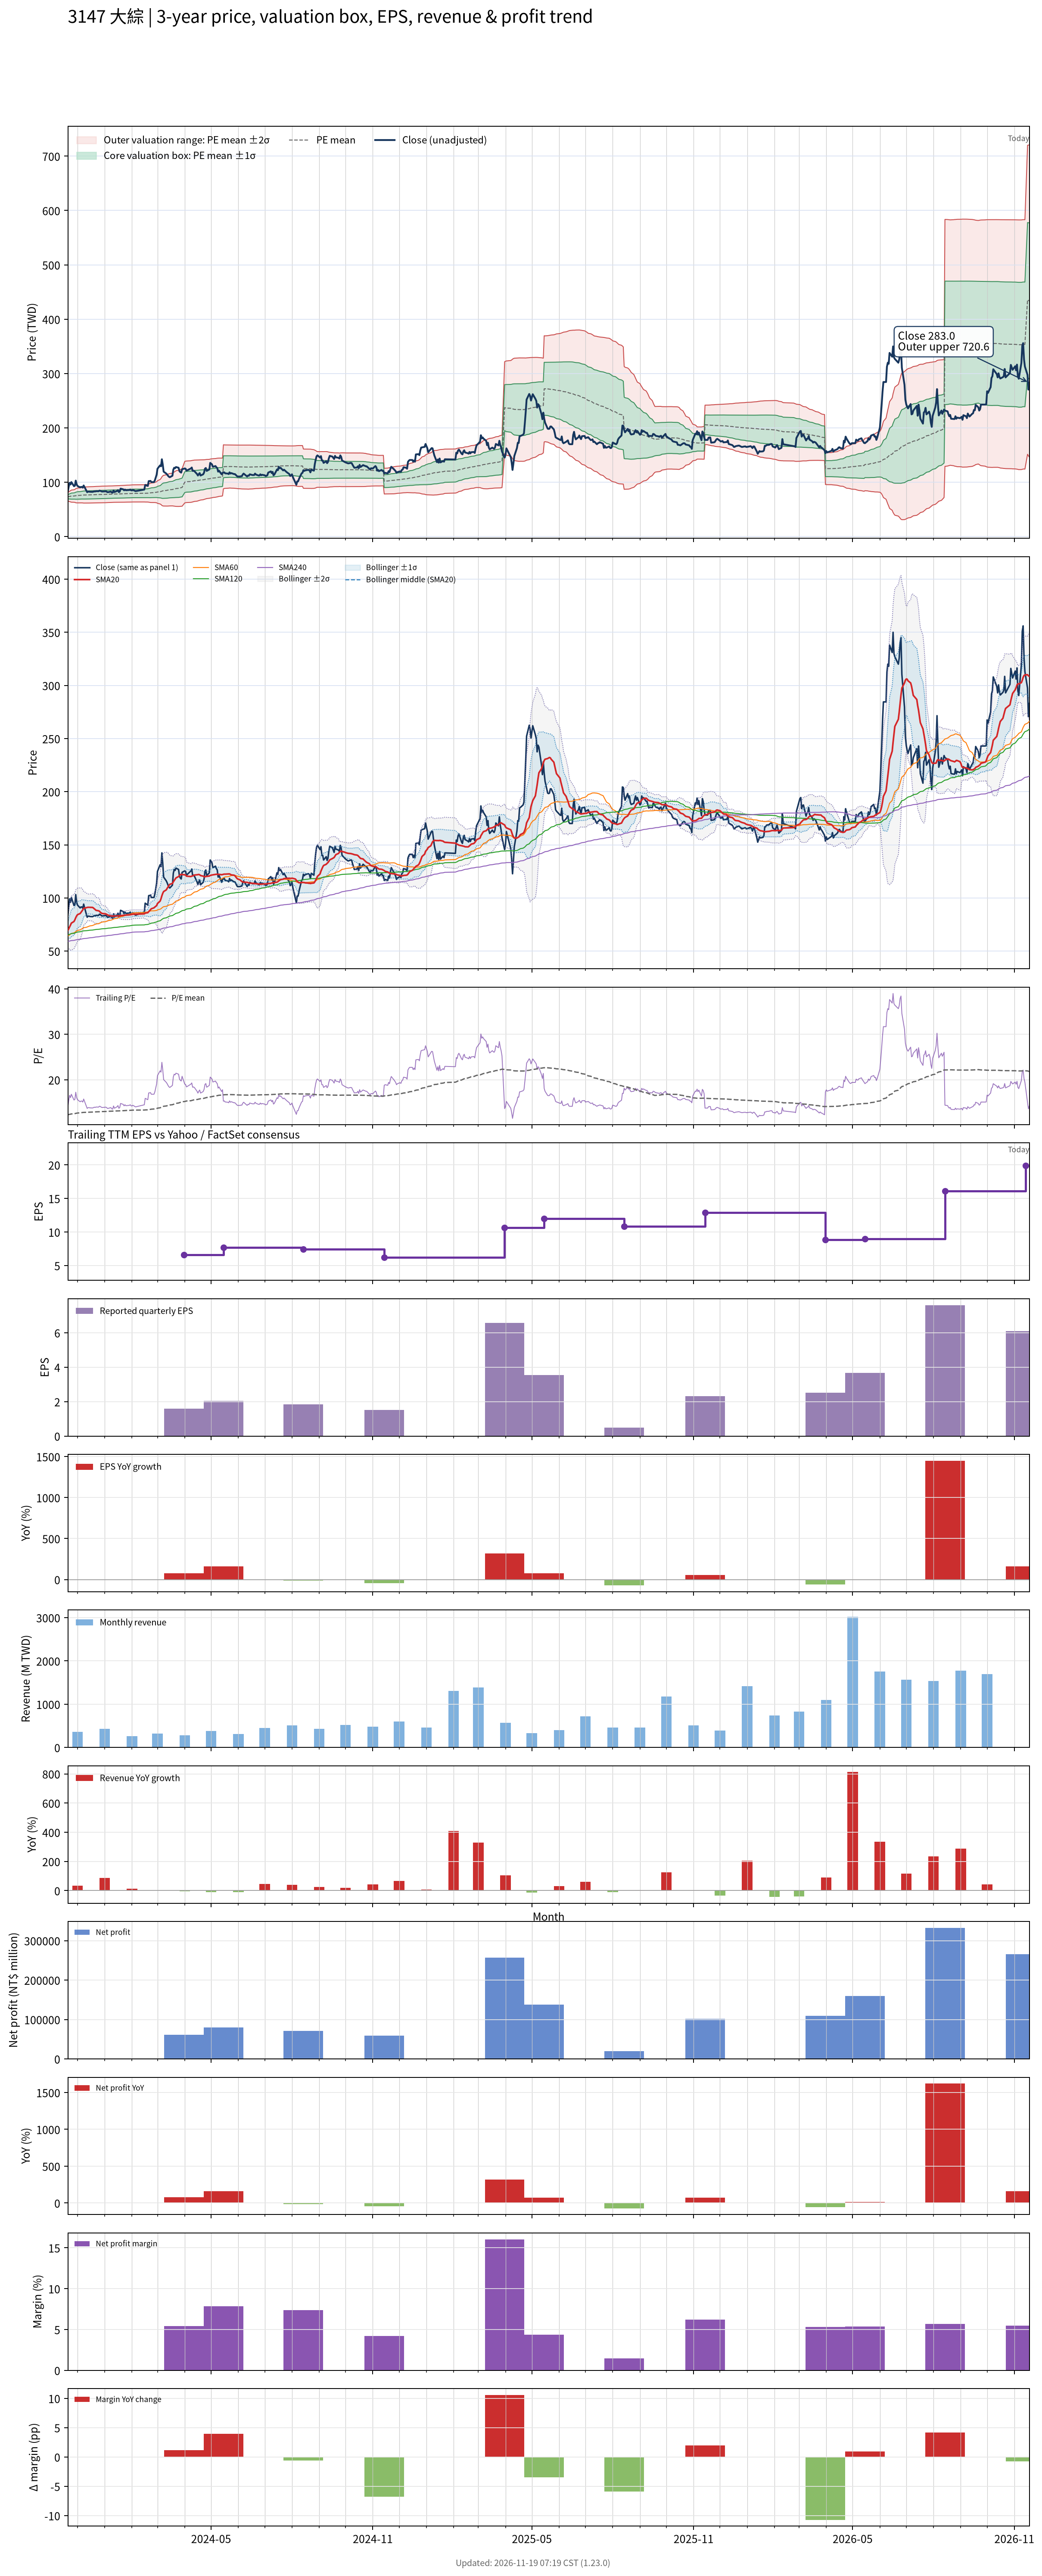 3147 大綜 | 3-year price, valuation box, EPS, revenue & profit trend
Outer valuation range: PE mean ±2σ
PE mean
Close (unadjusted)
Core valuation box: PE mean ±1σ
Today
700
600
500
400
300
200
100
0
Price (TWD)
Close 283.0
Outer upper 720.6
Close (same as panel 1)
SMA20
SMA60
SMA120
SMA240
Bollinger ±2σ
Bollinger ±1σ
Bollinger middle (SMA20)
400
350
300
250
200
150
100
50
Price
Trailing P/E
P/E mean
40
30
20
P/E
Trailing TTM EPS vs Yahoo / FactSet consensus
Today
20
15
10
5
EPS
Reported quarterly EPS
6
4
2
0
EPS
EPS YoY growth
1500
1000
500
0
YoY (%)
Monthly revenue
3000
2000
1000
0
Revenue (M TWD)
Revenue YoY growth
800
600
400
200
0
YoY (%)
Month
Net profit
300000
200000
100000
0
Net profit (NT$ million)
Net profit YoY
1500
1000
500
0
YoY (%)
Net profit margin
15
10
5
0
Margin (%)
Margin YoY change
10
5
0
-5
-10
Δ margin (pp)
2024-05
2024-11
2025-05
2025-11
2026-05
2026-11
Updated: 2026-11-19 07:19 CST (1.23.0)